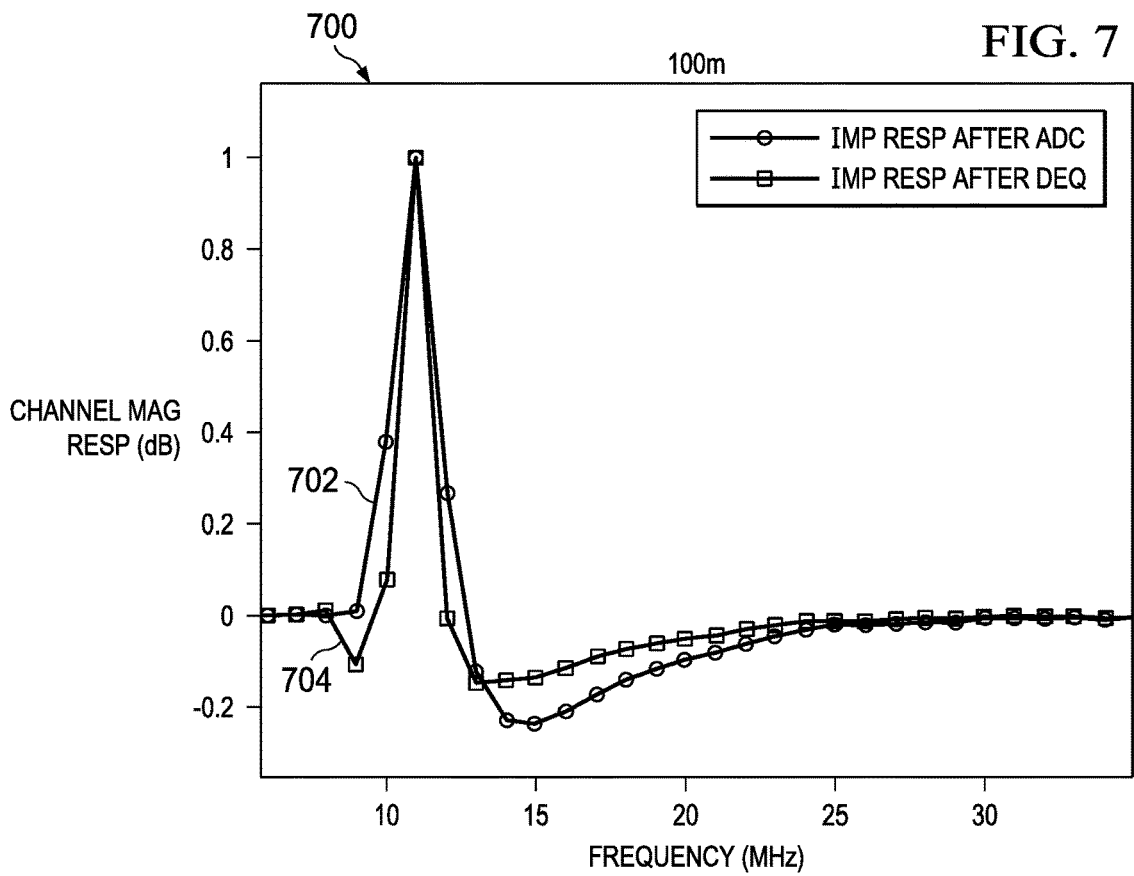 700
FIG. 7
100m
IMP RESP AFTER ADC
IMP RESP AFTER DEQ
1
0.8
0.6
0.4
0.2
0
-0.2
CHANNEL MAG
RESP (dB)
702
704
10
15
20
25
30
FREQUENCY (MHz)